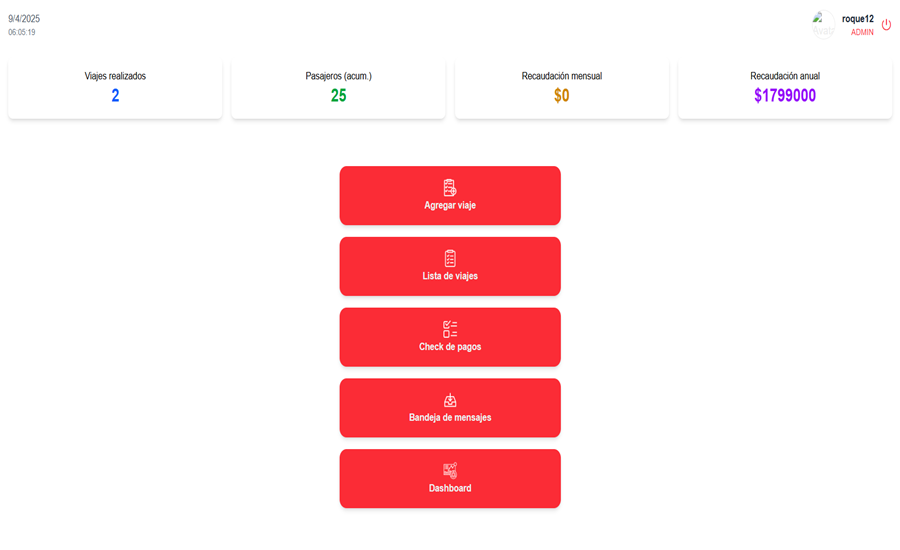 9/4/2025
06:05:19
roque12
ADMIN
Viajes realizados
2
Pasajeros (acum.)
25
Recaudación mensual
$0
Recaudación anual
$1799000
Agregar viaje
Lista de viajes
Check de pagos
Bandeja de mensajes
Dashboard